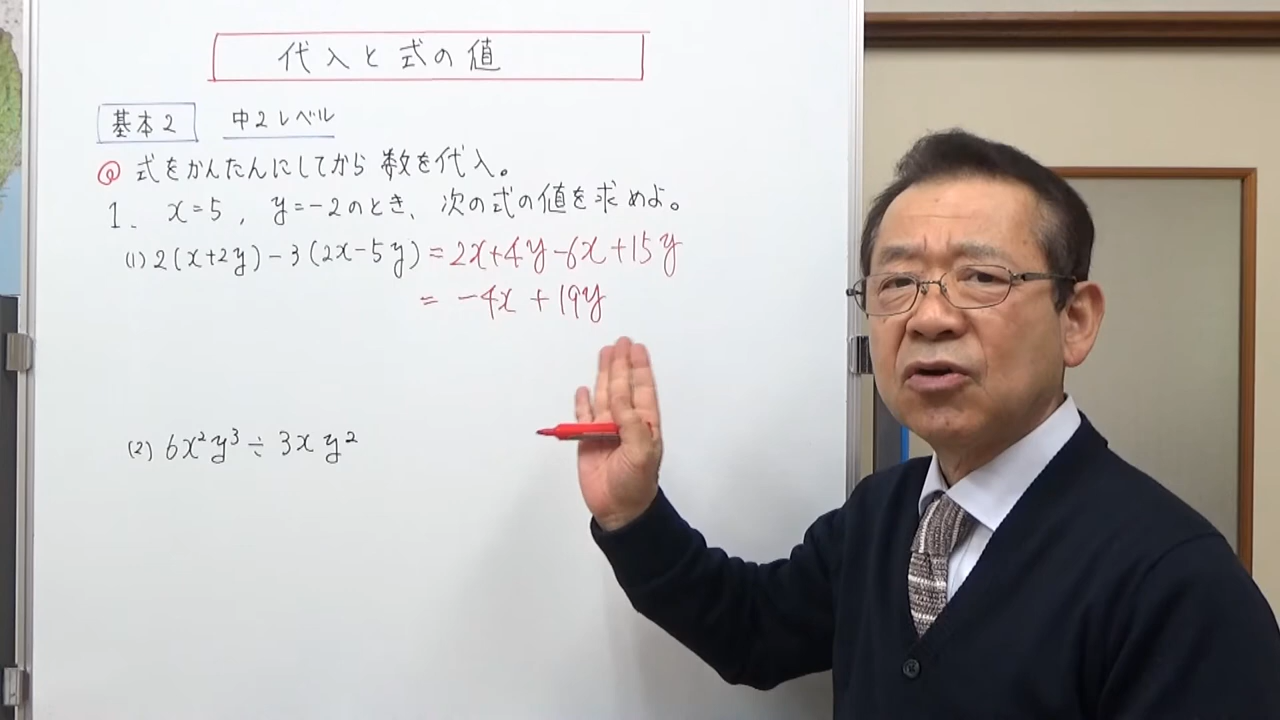 代入と式の値
基本2 中2レベル
◎ 式をかんたんにしてから 数を代入。
1. x=5, y=-2のとき、次の式の値を求めよ。
(1) 2(x+2y)-3(2x-5y) = 2x+4y-6x+15y
= -4x+19y
(2) 6x²y³÷3xy²